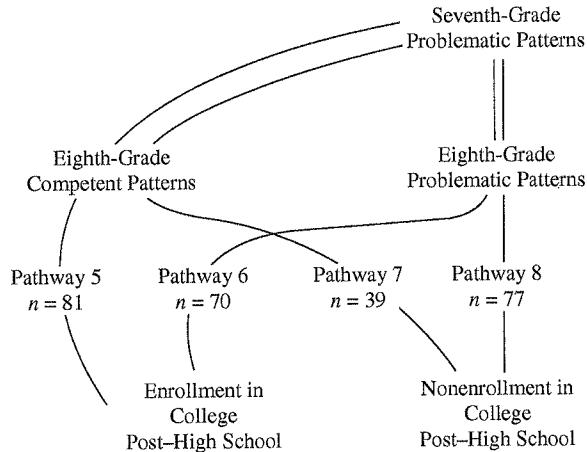 Seventh-Grade
Problematic Patterns
Eighth-Grade
Competent Patterns
Eighth-Grade
Problematic Patterns
Pathway 5
n = 81
Pathway 6
n = 70
Pathway 7
n = 39
Pathway 8
n = 77
Enrollment in
College
Post–High School
Nonenrollment in
College
Post–High School